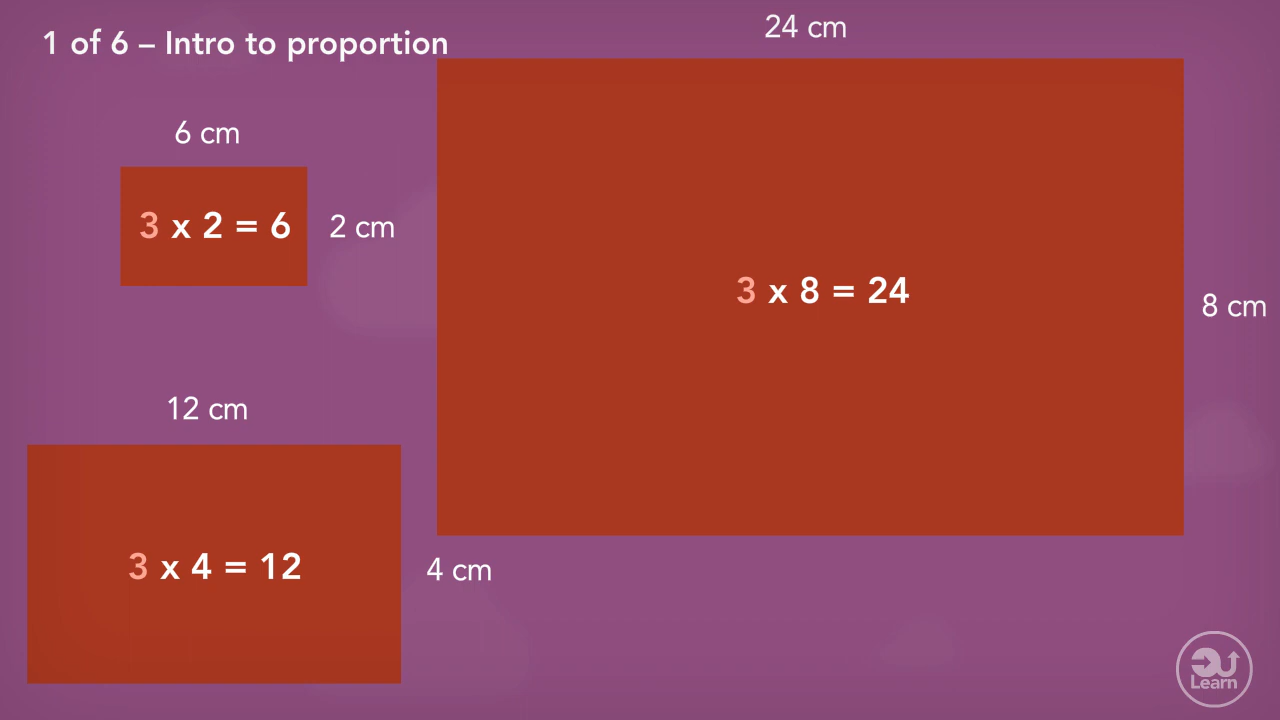 1 of 6 – Intro to proportion
24 cm
6 cm
3 x 2 = 6
2 cm
3 x 8 = 24
8 cm
12 cm
3 x 4 = 12
4 cm
Learn